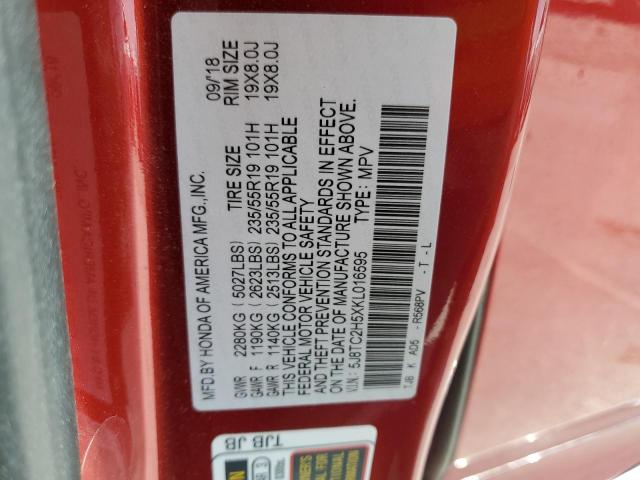 MFD.BY HONDA OF AMERICA MFG.,INC. 09/'18
TIRE SIZE RIM SIZE
GVWR 2280KG (5027LBS)
GAWR F 1190KG (2623LBS) 235/55R19 101H 19X8.0J
GAWR R 1140KG (2513LBS) 235/55R19 101H 19X8.0J
THIS VEHICLE CONFORMS TO ALL APPLICABLE
FEDERAL MOTOR VEHICLE SAFETY
AND THEFT PREVENTION STANDARDS IN EFFECT
ON THE DATE OF MANUFACTURE SHOWN ABOVE.
V.I.N.: 5J8TC2H5XKL016595 TYPE: MPV
TJB K AD5 - R568PV - T - L
TJB JB